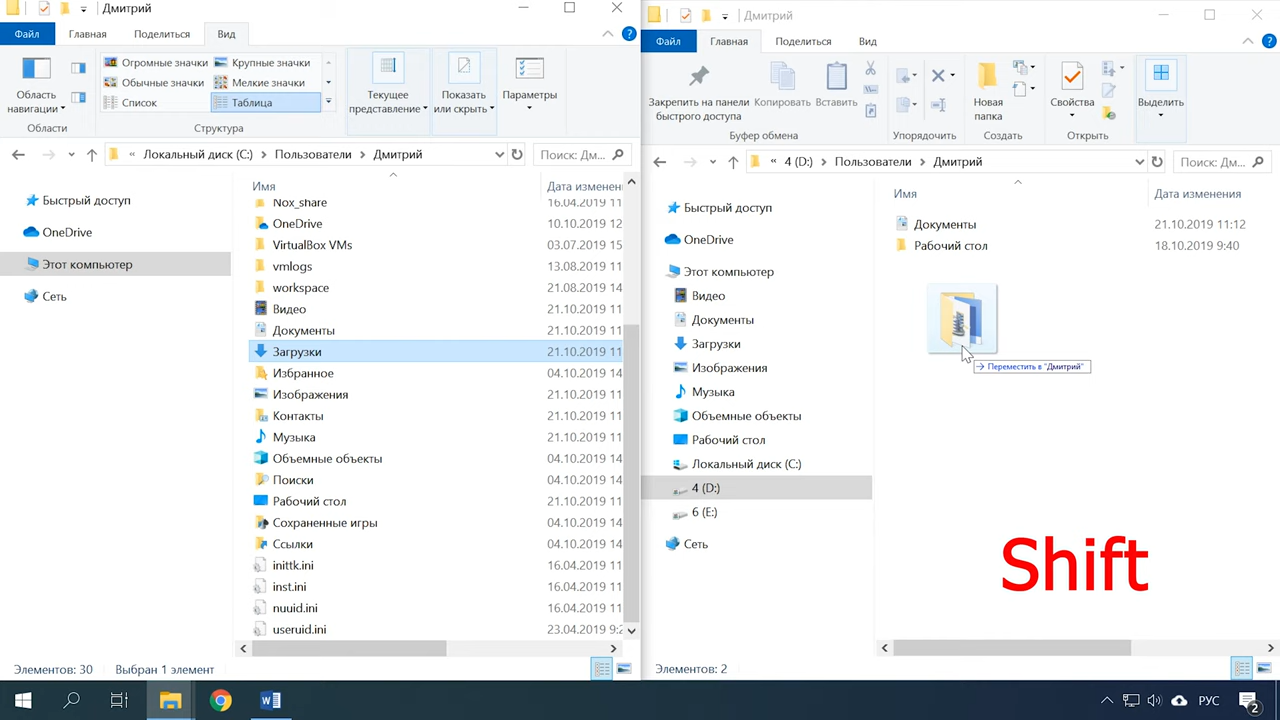 Дмитрий
Файл
Главная
Поделиться
Вид
Область навигации
Огромные значки
Крупные значки
Обычные значки
Мелкие значки
Список
Таблица
Текущее представление
Показать или скрыть
Параметры
Области
Структура
« Локальный диск (C:) > Пользователи > Дмитрий
Поиск: Дм...
Быстрый доступ
OneDrive
Этот компьютер
Сеть
Имя
Дата изменен
Nox_share 16.04.2019 11
OneDrive 10.10.2019 12
VirtualBox VMs 03.07.2019 15
vmlogs 13.08.2019 11
workspace 21.08.2019 14
Видео 21.10.2019 11
Документы 21.10.2019 11
Загрузки 21.10.2019 11
Избранное 04.10.2019 14
Изображения 21.10.2019 11
Контакты 21.10.2019 11
Музыка 21.10.2019 11
Объемные объекты 04.10.2019 14
Поиски 04.10.2019 14
Рабочий стол 21.10.2019 11
Сохраненные игры 04.10.2019 14
Ссылки 04.10.2019 14
inittk.ini 16.04.2019 11
inst.ini 16.04.2019 11
nuuid.ini 16.04.2019 11
useruid.ini 23.04.2019 9:2
Элементов: 30 Выбран 1 элемент
Дмитрий
Файл
Главная
Поделиться
Вид
Закрепить на панели быстрого доступа
Копировать
Вставить
Новая папка
Свойства
Выделить
Буфер обмена
Упорядочить
Создать
Открыть
« 4 (D:) > Пользователи > Дмитрий
Поиск: Дм...
Быстрый доступ
OneDrive
Этот компьютер
Видео
Документы
Загрузки
Изображения
Музыка
Объемные объекты
Рабочий стол
Локальный диск (C:)
4 (D:)
6 (E:)
Сеть
Имя
Дата изменения
Документы 21.10.2019 11:12
Рабочий стол 18.10.2019 9:40
Переместить в "Дмитрий"
Shift
Элементов: 2
РУС
2